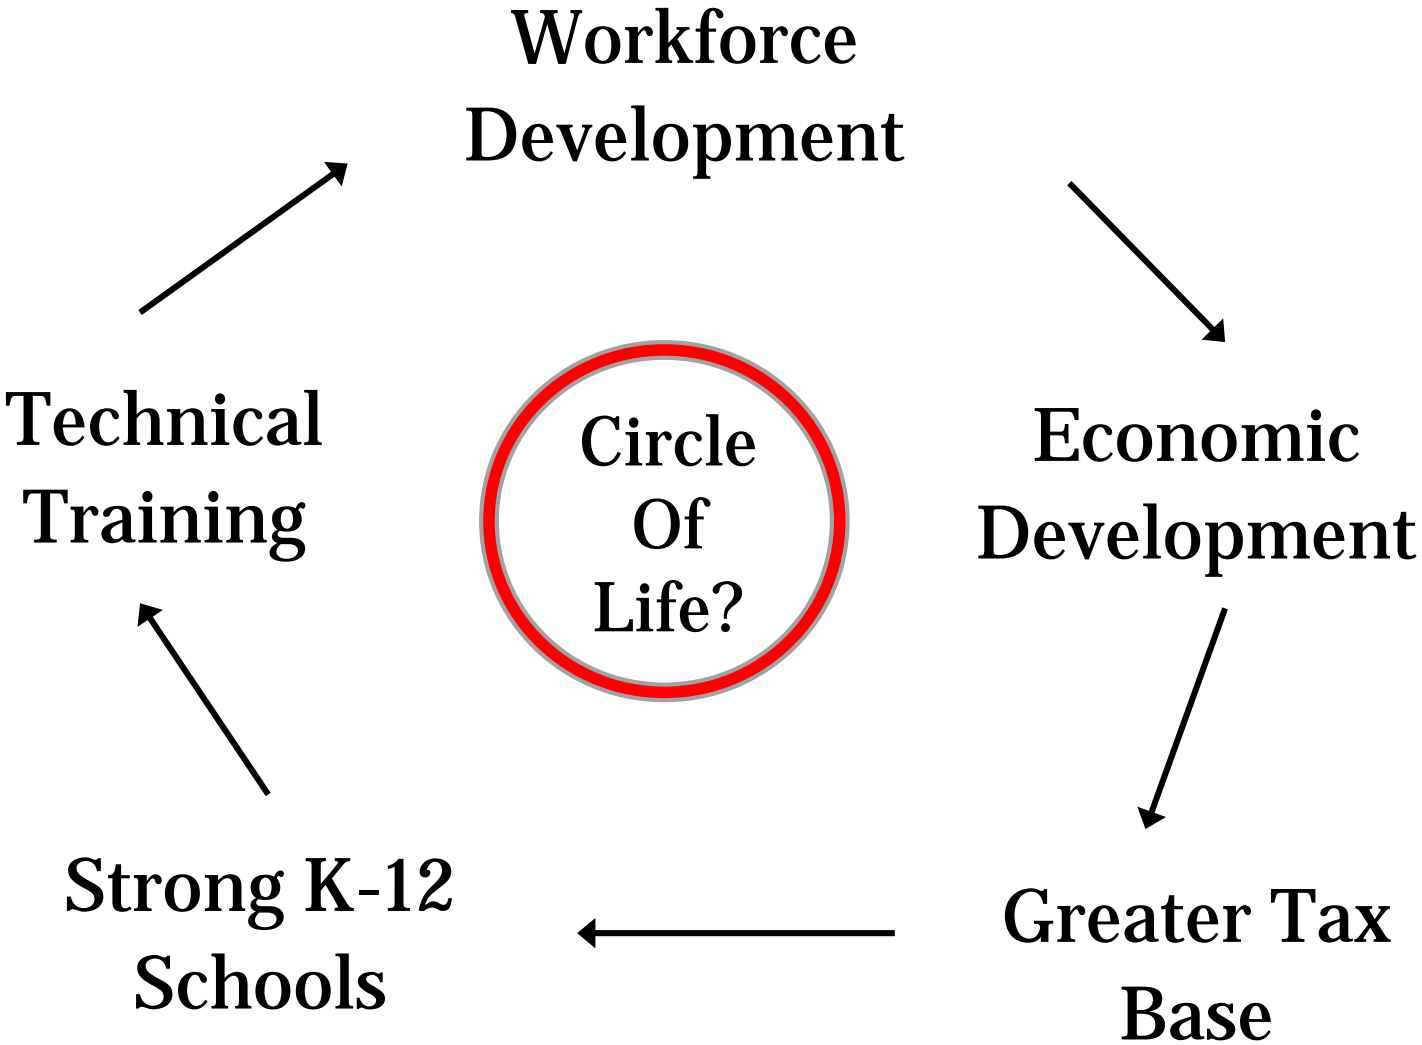 Workforce
Development
Technical
Training
Circle
Of
Life?
Economic
Development
Strong K-12
Schools
Greater Tax
Base